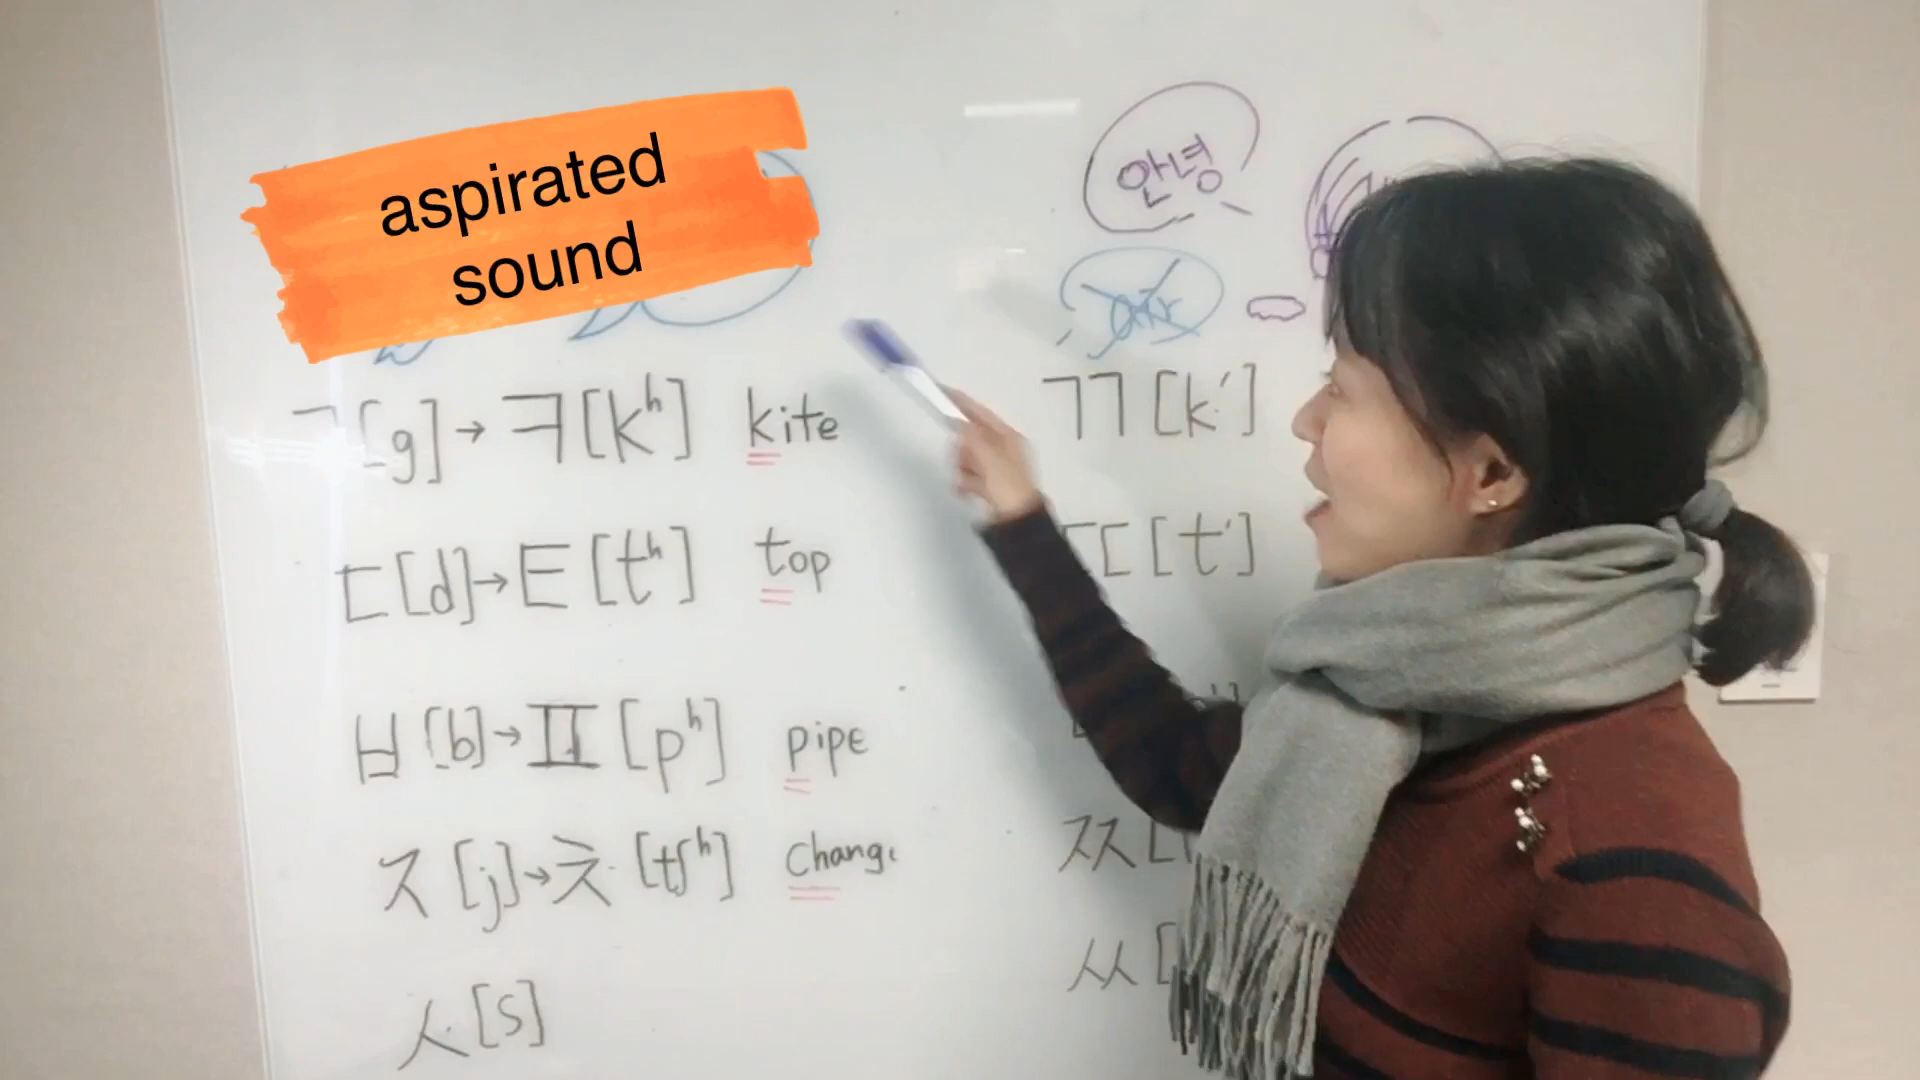 aspirated
sound
안녕
ㄱ[g]→ㅋ[kʰ] kite
ㄲ[k']
ㄷ[d]→ㅌ[tʰ] top
ㄸ[t']
ㅂ[b]→ㅍ[pʰ] pipe
ㅈ[j]→ㅊ[tʃʰ] change
ㅉ[
ㅅ[s]
ㅆ[